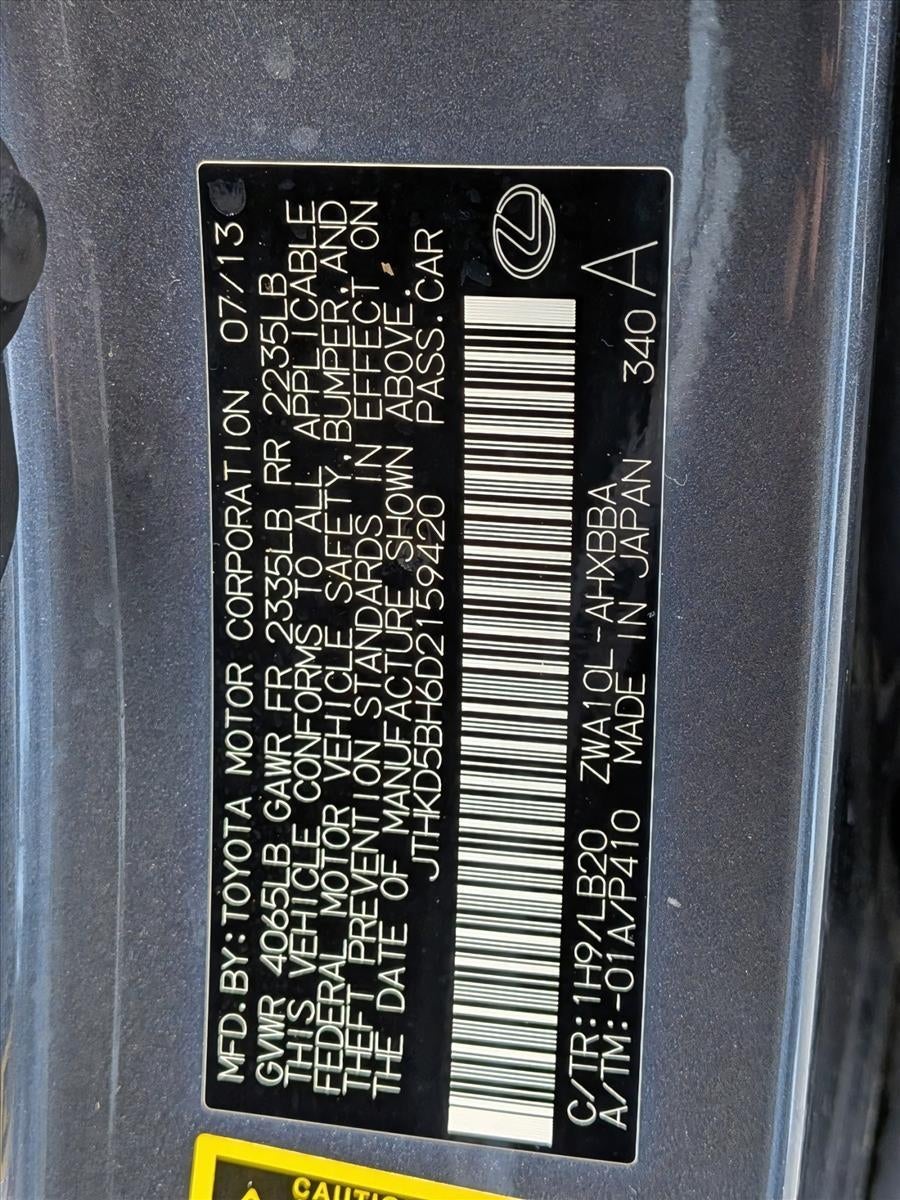 MFD.BY:TOYOTA MOTOR CORPORATION 07/13
GVWR 4065LB GAWR FR 2335LB RR 2235LB
THIS VEHICLE CONFORMS TO ALL APPLICABLE
FEDERAL MOTOR VEHICLE SAFETY,BUMPER,AND
THEFT PREVENTION STANDARDS IN EFFECT ON
THE DATE OF MANUFACTURE SHOWN ABOVE.
JTHKD5BH6D2159420 PASS.CAR
C/TR:1H9/LB20 ZWA10L-AHXBBA
A/TM:-01A/P410 MADE IN JAPAN 340 A
CAUTION